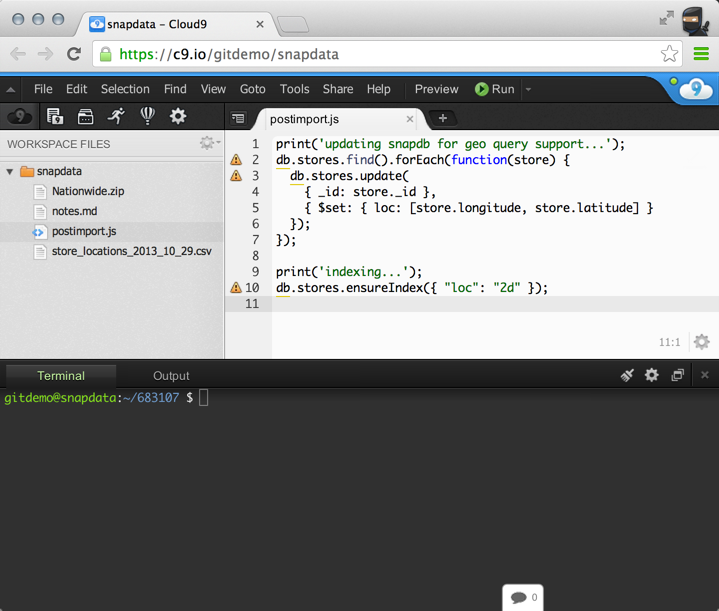 snapdata – Cloud9
https://c9.io/gitdemo/snapdata
File Edit Selection Find View Goto Tools Share Help Preview Run
9
9
WORKSPACE FILES
snapdata
Nationwide.zip
notes.md
postimport.js
store_locations_2013_10_29.csv
postimport.js
1 print('updating snapdb for geo query support...');
2 db.stores.find().forEach(function(store) {
3 db.stores.update(
4 { _id: store._id },
5 { $set: { loc: [store.longitude, store.latitude] }
6 });
7 });
8
9 print('indexing...');
10 db.stores.ensureIndex({ "loc": "2d" });
11
11:1
Terminal Output
gitdemo@snapdata:~/683107 $
0